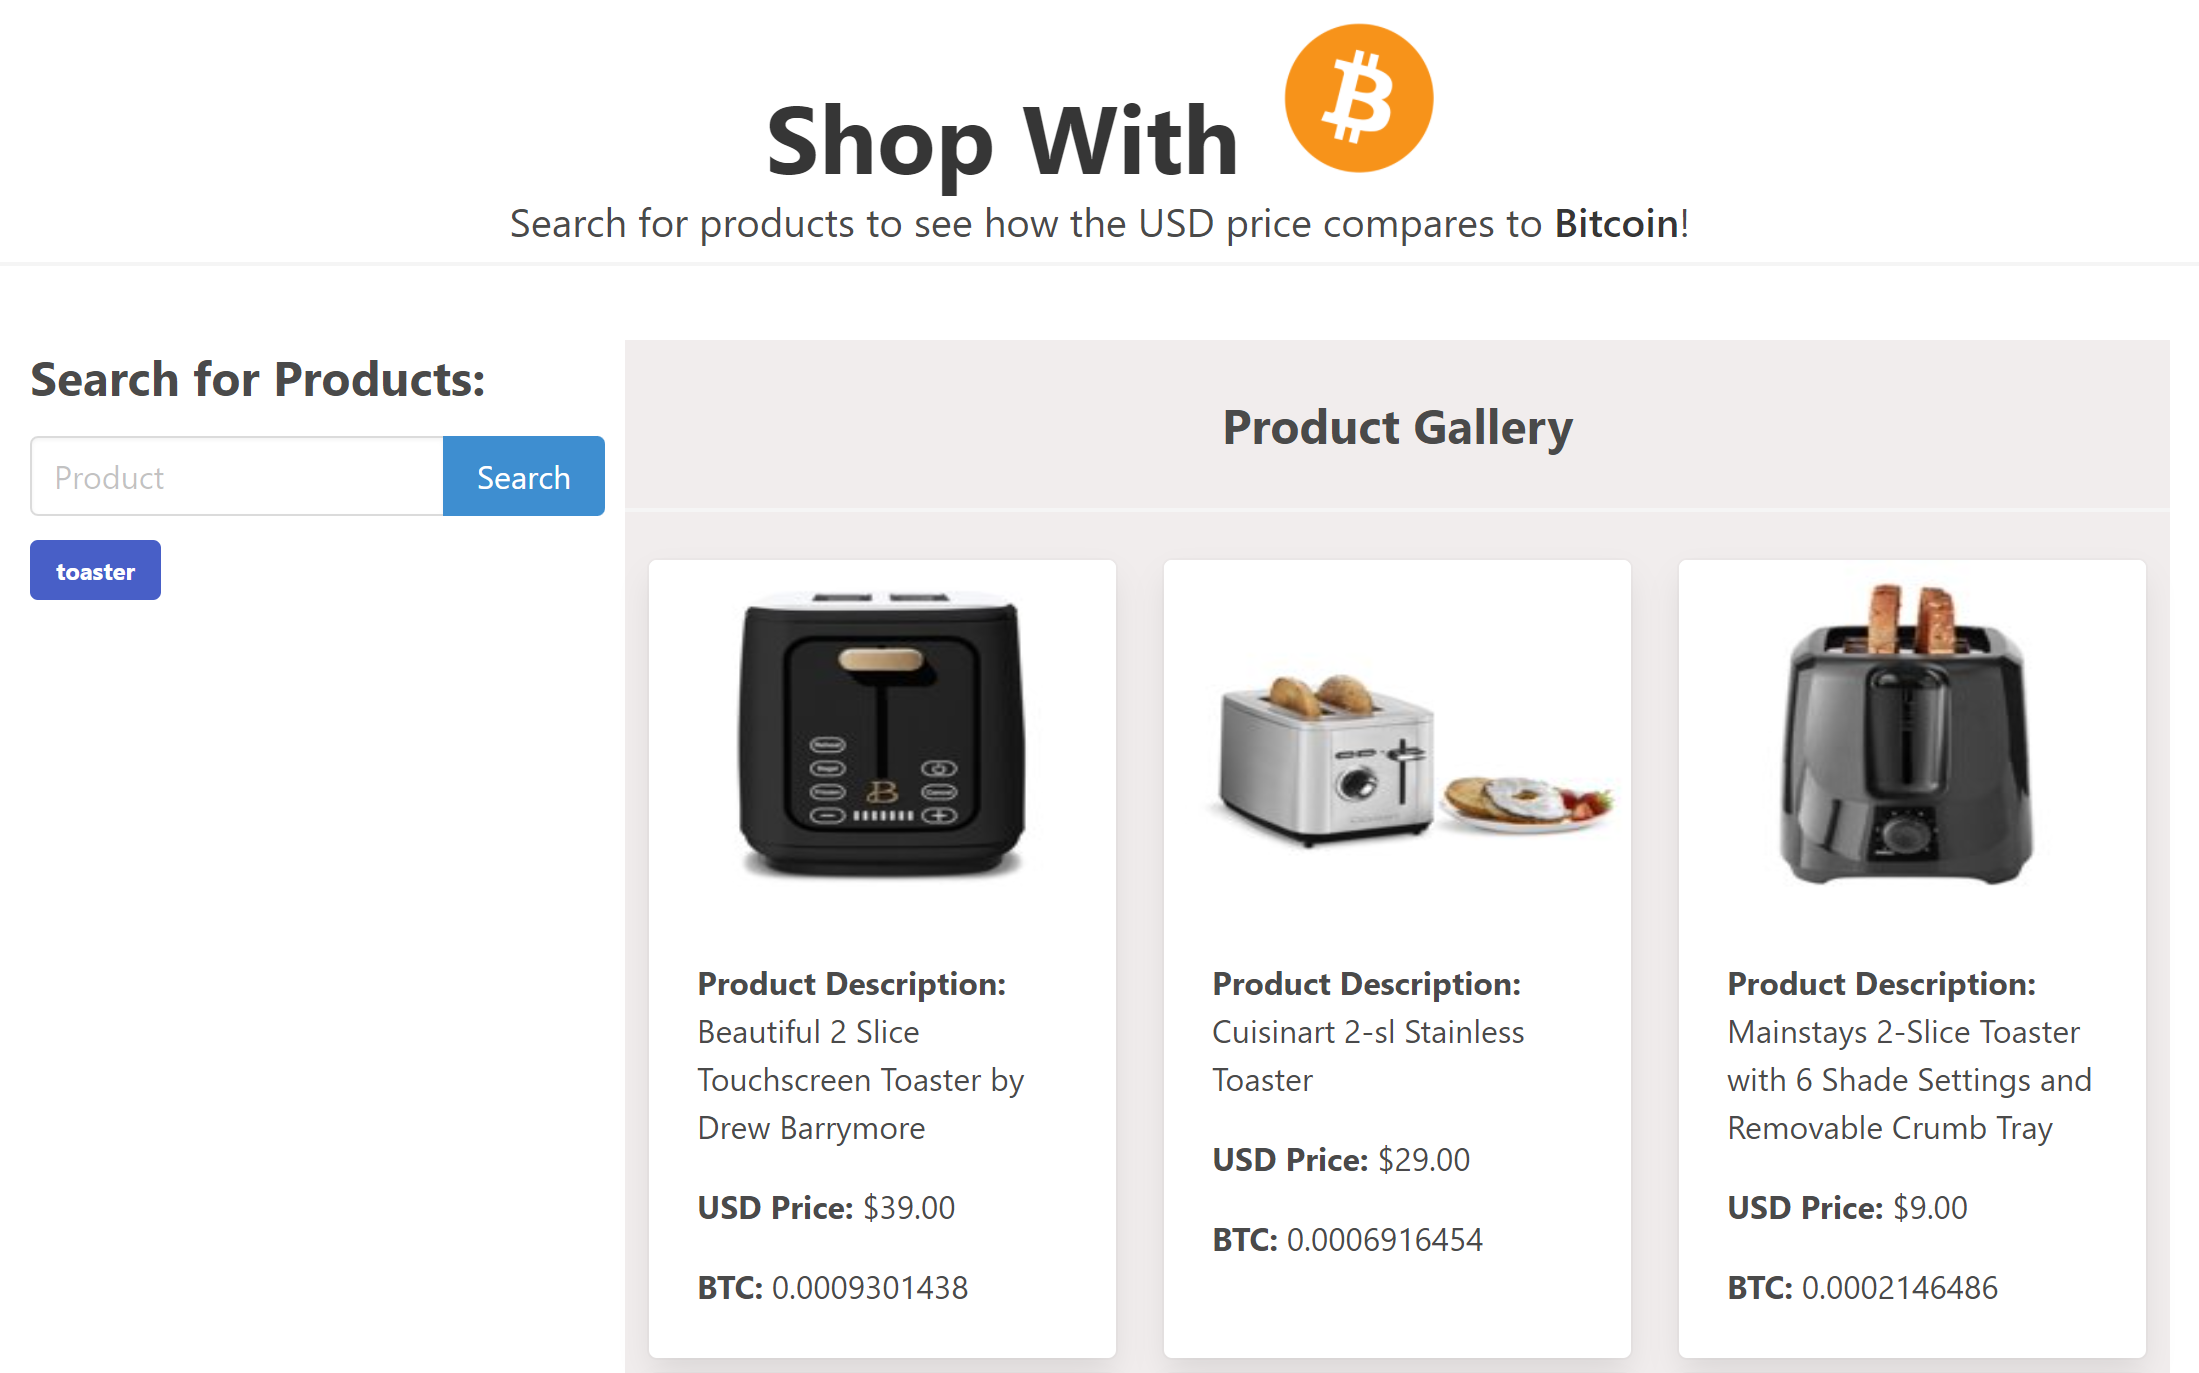 Shop With
Search for products to see how the USD price compares to Bitcoin!
Search for Products:
Product
Search
toaster
Product Gallery
Product Description:
Beautiful 2 Slice
Touchscreen Toaster by
Drew Barrymore
USD Price: $39.00
BTC: 0.0009301438
Product Description:
Cuisinart 2-sl Stainless
Toaster
USD Price: $29.00
BTC: 0.0006916454
Product Description:
Mainstays 2-Slice Toaster
with 6 Shade Settings and
Removable Crumb Tray
USD Price: $9.00
BTC: 0.0002146486